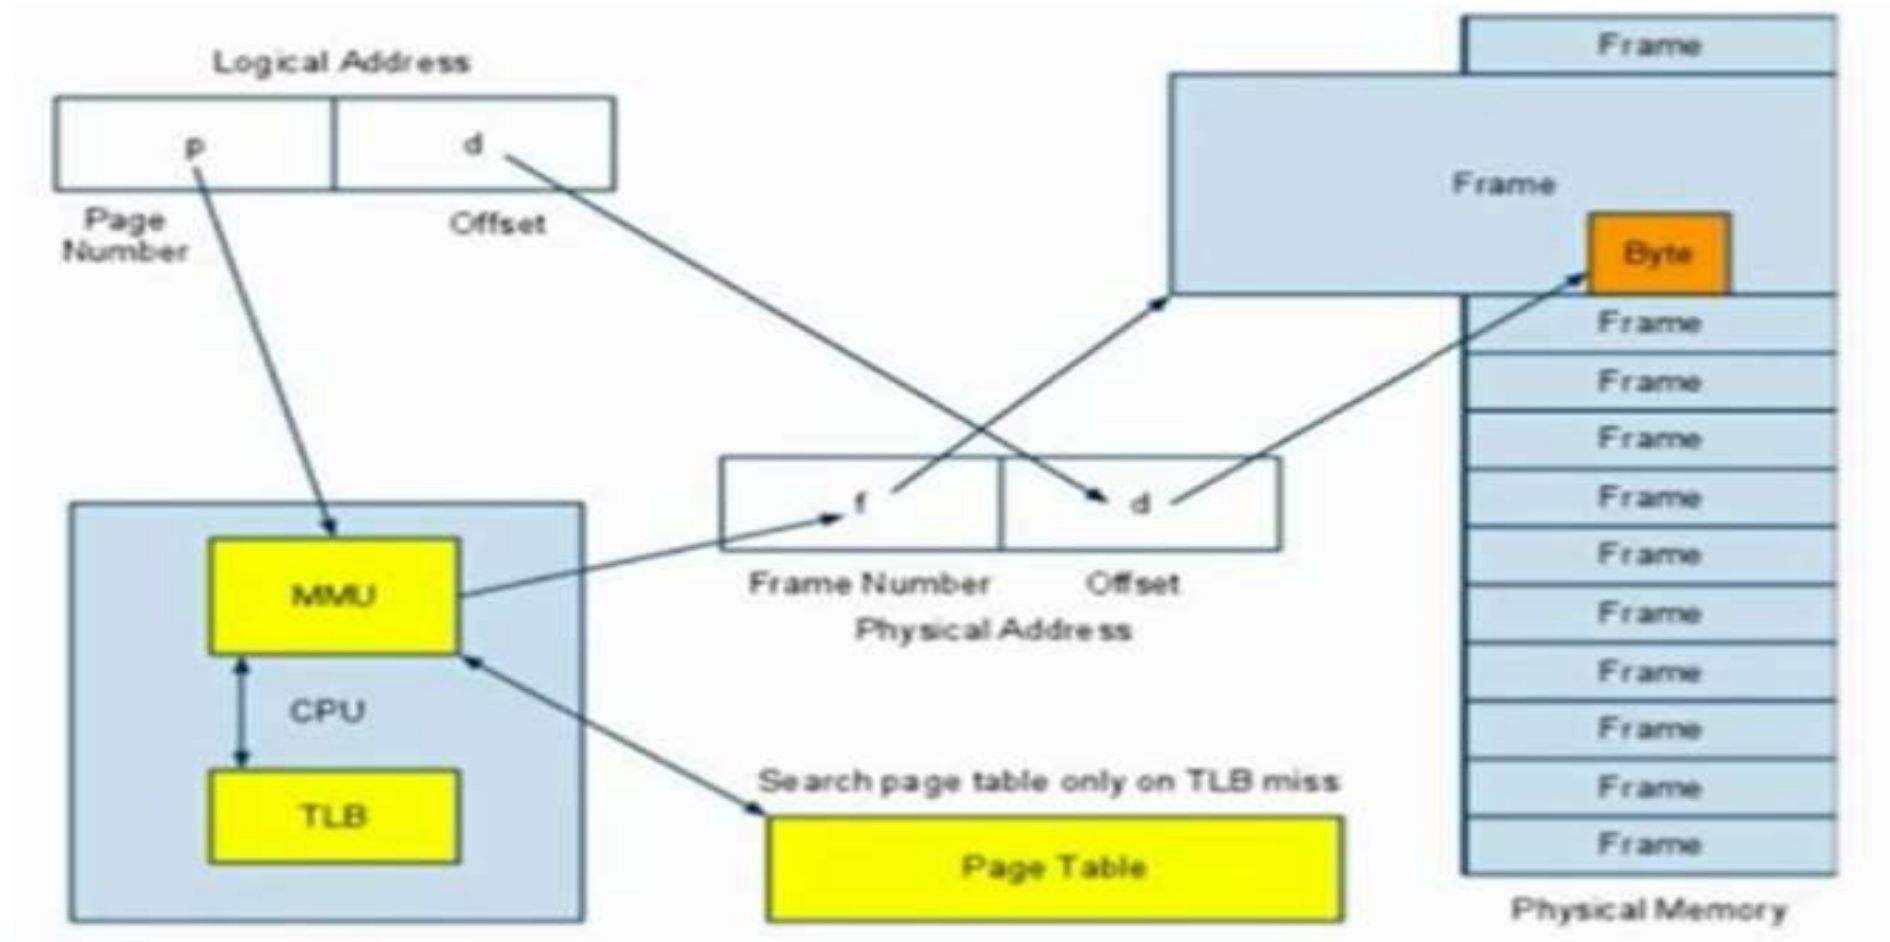 Logical Address
p
d
Page
Number
Offset
MMU
CPU
TLB
f
d
Frame Number
Offset
Physical Address
Search page table only on TLB miss
Page Table
Frame
Frame
Byte
Frame
Frame
Frame
Frame
Frame
Frame
Frame
Frame
Frame
Frame
Physical Memory